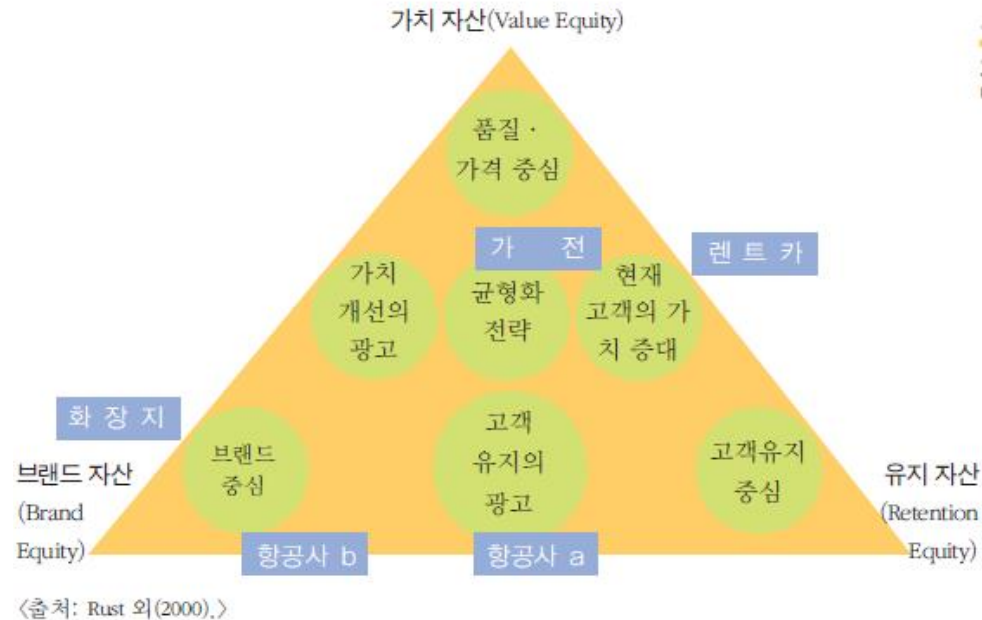 가치 자산(Value Equity)
품질 ·
가격 중심
가 전
렌 트 카
가치
개선의
광고
균형화
전략
현재
고객의 가
치 증대
화 장 지
브랜드 자산
(Brand
Equity)
브랜드
중심
고객
유지의
광고
고객유지
중심
유지 자산
(Retention
Equity)
항공사 b
항공사 a
〈출처: Rust 외(2000).〉